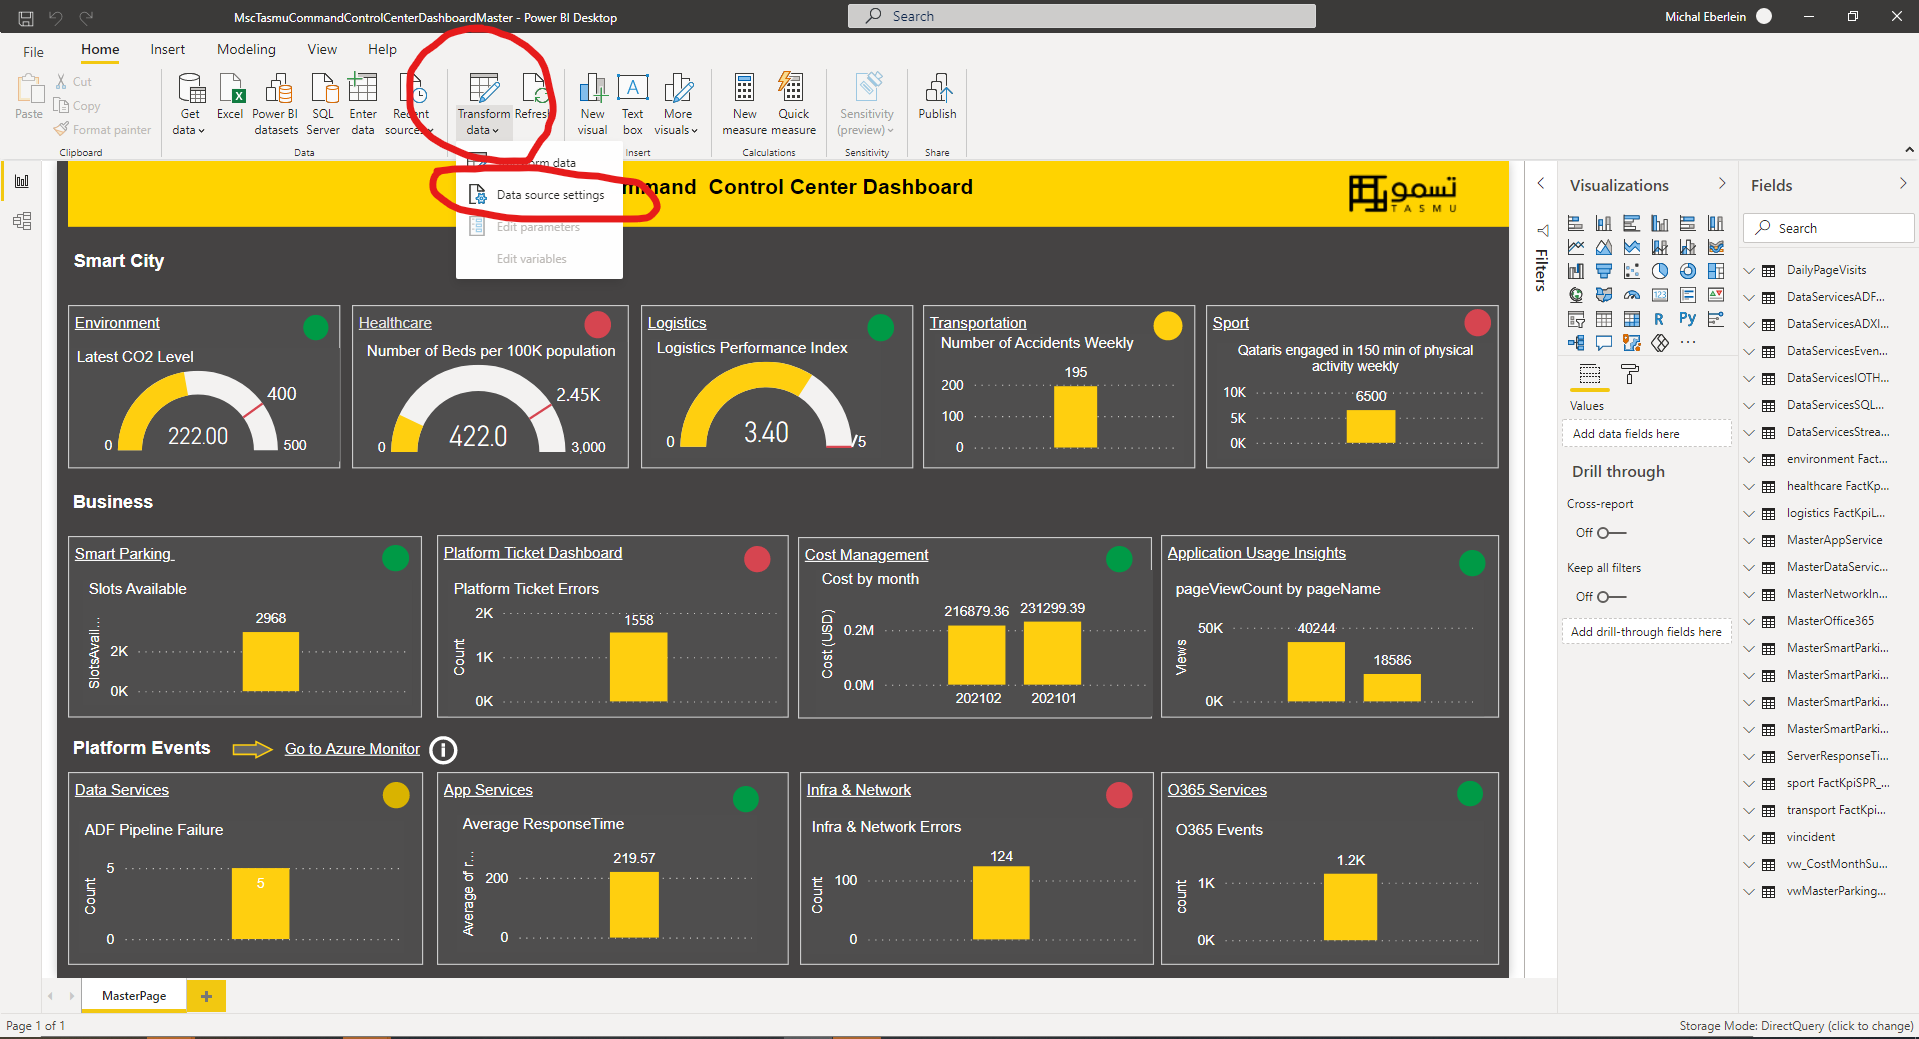 MscTasmuCommandControlCenterDashboardMaster - Power BI Desktop
Search
Michal Eberlein
File
Home
Insert
Modeling
View
Help
Paste
Cut
Copy
Format painter
Clipboard
Get data
Excel
Power BI datasets
SQL Server
Enter data
Recent sources
Data
Transform data
Refresh
New visual
Text box
More visuals
Insert
New measure
Quick measure
Calculations
Sensitivity (preview)
Sensitivity
Publish
Share
data
Data source settings
Edit parameters
Edit variables
Control Center Dashboard
تسمو
TASMU
Smart City
Environment
Latest CO2 Level
400
222.00
0
500
Healthcare
Number of Beds per 100K population
2.45K
422.0
0
3,000
Logistics
Logistics Performance Index
3.40
0
5
Transportation
Number of Accidents Weekly
195
200
100
0
Sport
Qataris engaged in 150 min of physical
activity weekly
10K
6500
5K
0K
Business
Smart Parking
Slots Available
2968
SlotsAvail...
2K
0K
Platform Ticket Dashboard
Platform Ticket Errors
2K
1558
Count
1K
0K
Cost Management
Cost by month
216879.36
231299.39
Cost (USD)
0.2M
0.0M
202102
202101
Application Usage Insights
pageViewCount by pageName
50K
40244
18586
Views
0K
Platform Events
Go to Azure Monitor
Data Services
ADF Pipeline Failure
5
5
Count
0
App Services
Average ResponseTime
219.57
Average of r...
200
0
Infra & Network
Infra & Network Errors
124
Count
100
0
O365 Services
O365 Events
1.2K
count
1K
0K
Filters
Visualizations
R
Py
Values
Add data fields here
Drill through
Cross-report
Off
Keep all filters
Off
Add drill-through fields here
Fields
Search
DailyPageVisits
DataServicesADF...
DataServicesADXI...
DataServicesEven...
DataServicesIOTH...
DataServicesSQL...
DataServicesStrea...
environment Fact...
healthcare FactKp...
logistics FactKpiL...
MasterAppService
MasterDataServic...
MasterNetworkIn...
MasterOffice365
MasterSmartParki...
MasterSmartParki...
MasterSmartParki...
MasterSmartParki...
ServerResponseTi...
sport FactKpiSPR_...
transport FactKpi...
vincident
vw_CostMonthSu...
vwMasterParking...
MasterPage
Page 1 of 1
Storage Mode: DirectQuery (click to change)